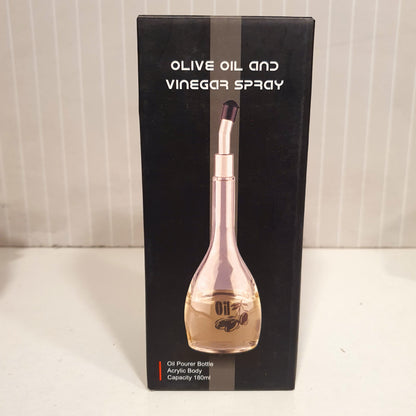 OLIVE OIL AND
VINEGAR SPRAY
Oil
Oil Pourer Bottle
Acrylic Body
Capacity 180ml